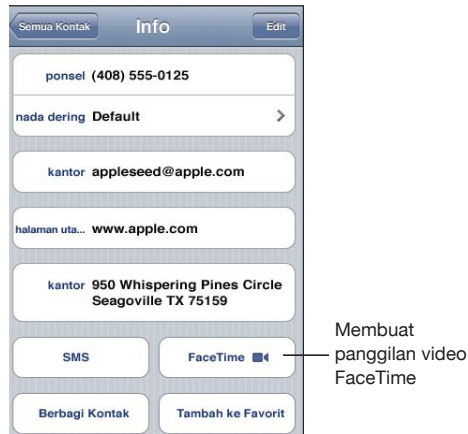 Semua Kontak Info Edit
ponsel (408) 555-0125
nada dering Default
kantor appleseed@apple.com
halaman uta... www.apple.com
kantor 950 Whispering Pines Circle
Seagoville TX 75159
SMS FaceTime
Berbagi Kontak Tambah ke Favorit
Membuat
panggilan video
FaceTime